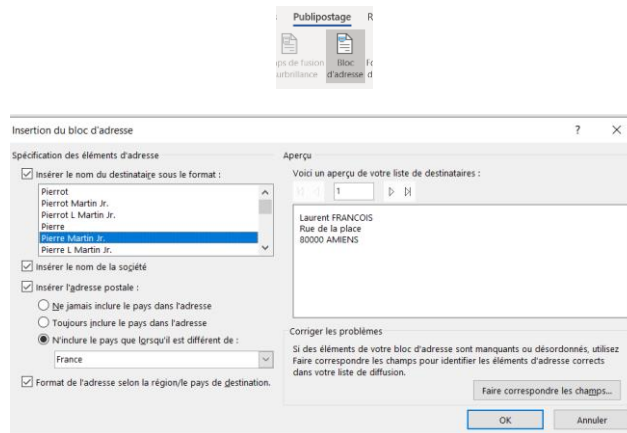 Publipostage R
ps de fusion Bloc
urbrillance d'adresse d
Insertion du bloc d'adresse ? X
Spécification des éléments d'adresse
Insérer le nom du destinataire sous le format :
Pierrot
Pierrot Martin Jr.
Pierrot L Martin Jr.
Pierre
Pierre Martin Jr.
Pierre L Martin Jr.
Insérer le nom de la société
Insérer l'adresse postale :
Ne jamais inclure le pays dans l'adresse
Toujours inclure le pays dans l'adresse
N'inclure le pays que lorsqu'il est différent de :
France
Format de l'adresse selon la région/le pays de destination.
Aperçu
Voici un aperçu de votre liste de destinataires :
1
Laurent FRANCOIS
Rue de la place
80000 AMIENS
Corriger les problèmes
Si des éléments de votre bloc d'adresse sont manquants ou désordonnés, utilisez
Faire correspondre les champs pour identifier les éléments d'adresse corrects
dans votre liste de diffusion.
Faire correspondre les champs...
OK Annuler